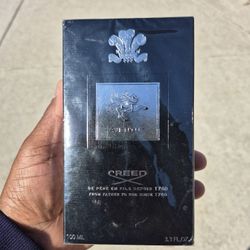 CREED
DE PÈRE EN FILS DEPUIS 1760
FROM FATHER TO SON SINCE 1760
100 ML
3.3 FL.OZ